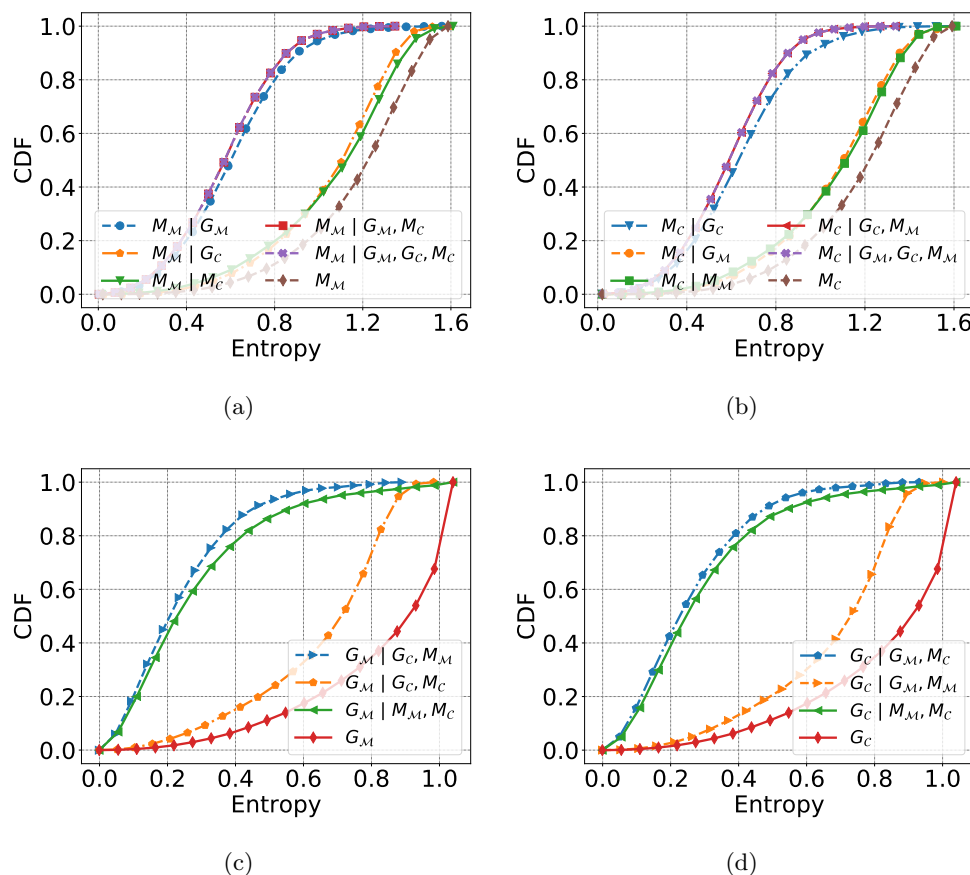 1.0
0.8
0.6
0.4
0.2
0.0
CDF
M_ℳ | G_ℳ
M_ℳ | G_𝒞
M_ℳ | M_𝒞
M_ℳ | G_ℳ, M_𝒞
M_ℳ | G_ℳ, G_𝒞, M_𝒞
M_ℳ
0.0 0.4 0.8 1.2 1.6
Entropy
(a)
1.0
0.8
0.6
0.4
0.2
0.0
CDF
M_𝒞 | G_𝒞
M_𝒞 | G_ℳ
M_𝒞 | M_ℳ
M_𝒞 | G_𝒞, M_ℳ
M_𝒞 | G_ℳ, G_𝒞, M_ℳ
M_𝒞
0.0 0.4 0.8 1.2 1.6
Entropy
(b)
1.0
0.8
0.6
0.4
0.2
0.0
CDF
G_ℳ | G_𝒞, M_ℳ
G_ℳ | G_𝒞, M_𝒞
G_ℳ | M_ℳ, M_𝒞
G_ℳ
0.0 0.2 0.4 0.6 0.8 1.0
Entropy
(c)
1.0
0.8
0.6
0.4
0.2
0.0
CDF
G_𝒞 | G_ℳ, M_𝒞
G_𝒞 | G_ℳ, M_ℳ
G_𝒞 | M_ℳ, M_𝒞
G_𝒞
0.0 0.2 0.4 0.6 0.8 1.0
Entropy
(d)